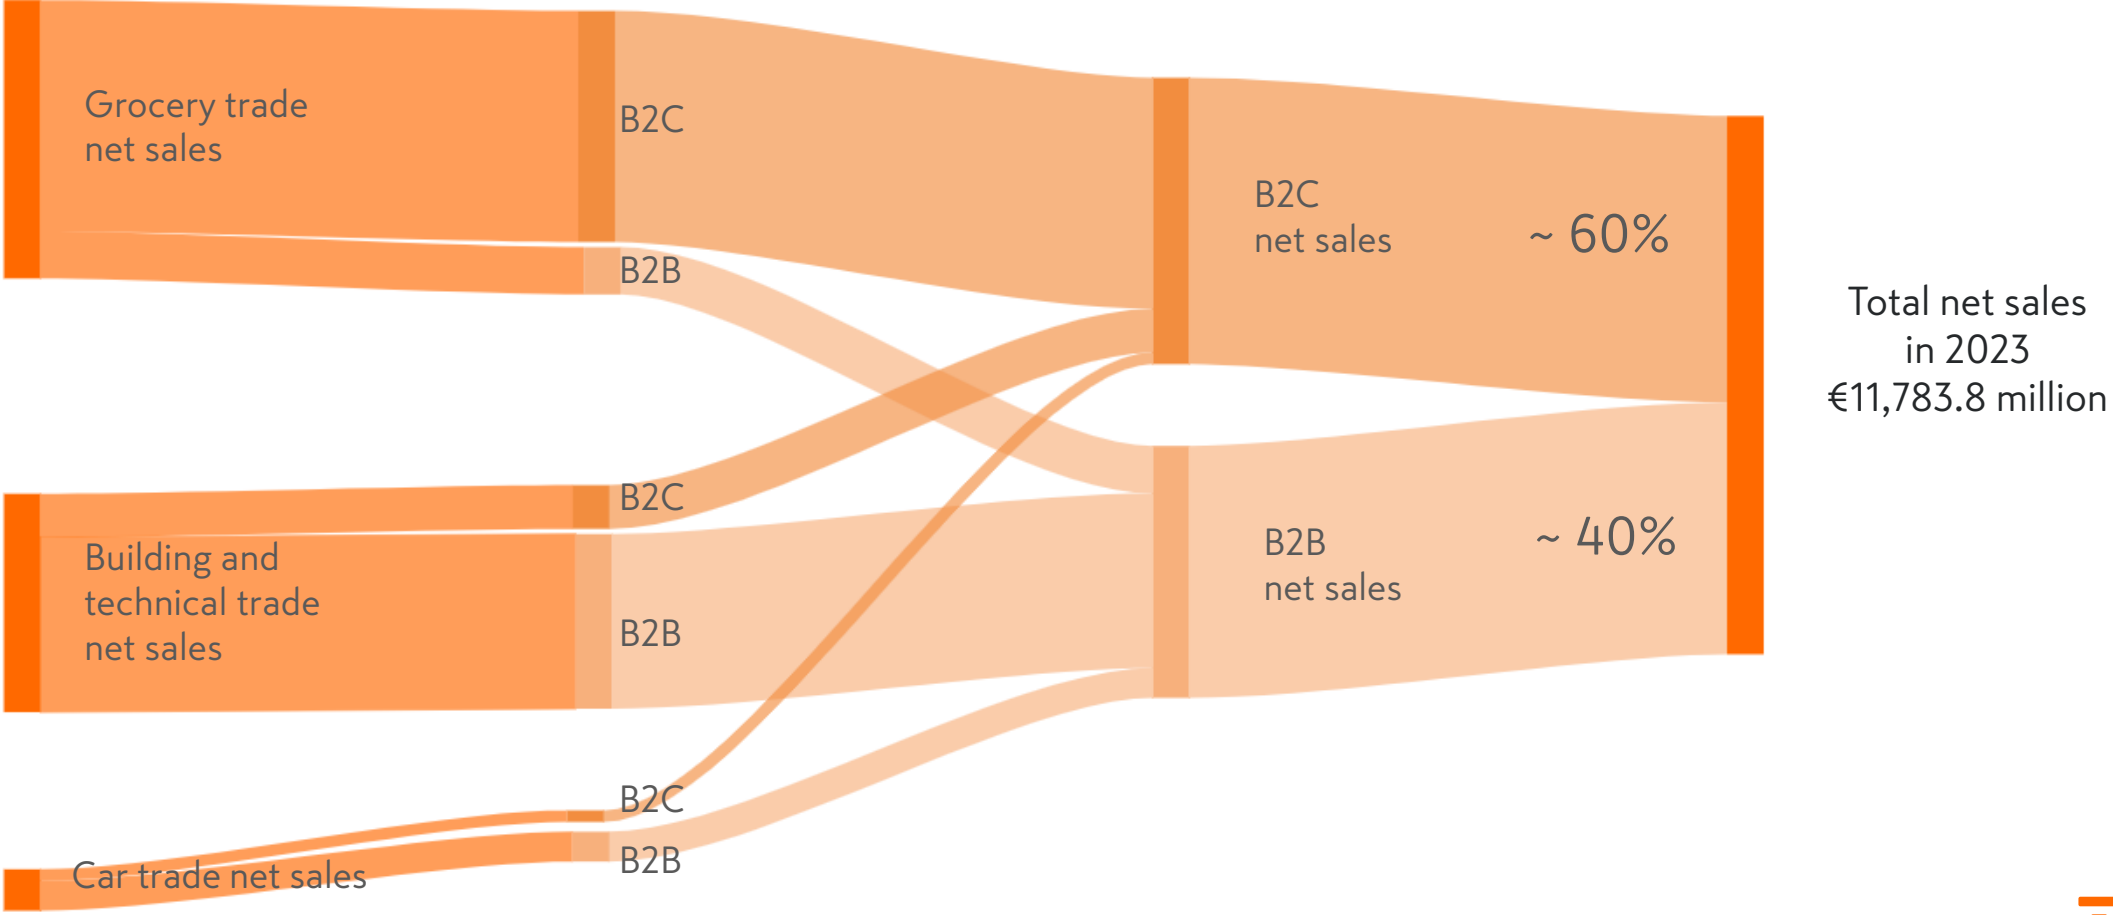 Grocery trade
net sales
B2C
B2B
Building and
technical trade
net sales
B2C
B2B
Car trade net sales
B2C
B2B
B2C
net sales
~ 60%
B2B
net sales
~ 40%
Total net sales
in 2023
€11,783.8 million